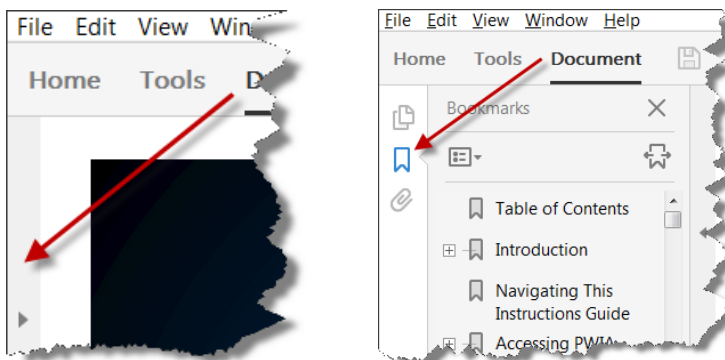 File Edit View
Home Tools
File Edit View Window Help
Home Tools Document
Bookmarks
Table of Contents
Introduction
Navigating This
Instructions Guide
Accessing